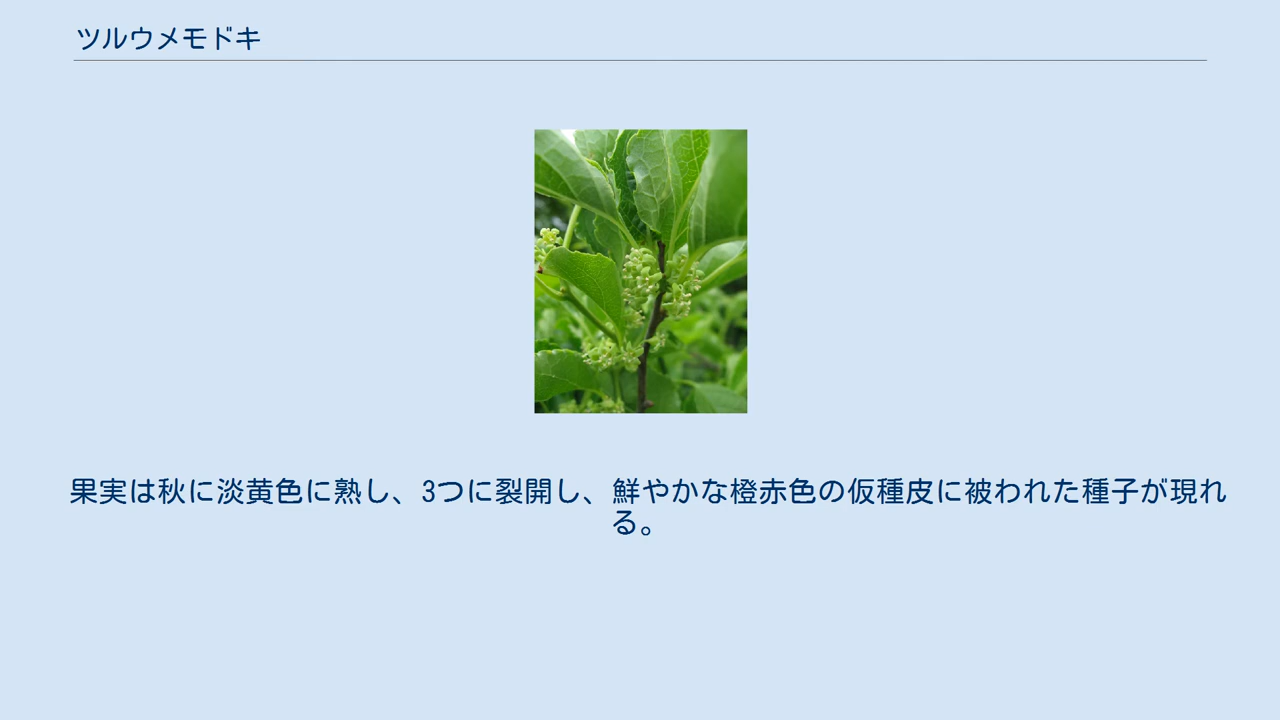 ツルウメモドキ
果実は秋に淡黄色に熟し、3つに裂開し、鮮やかな橙赤色の仮種皮に被われた種子が現れ
る。